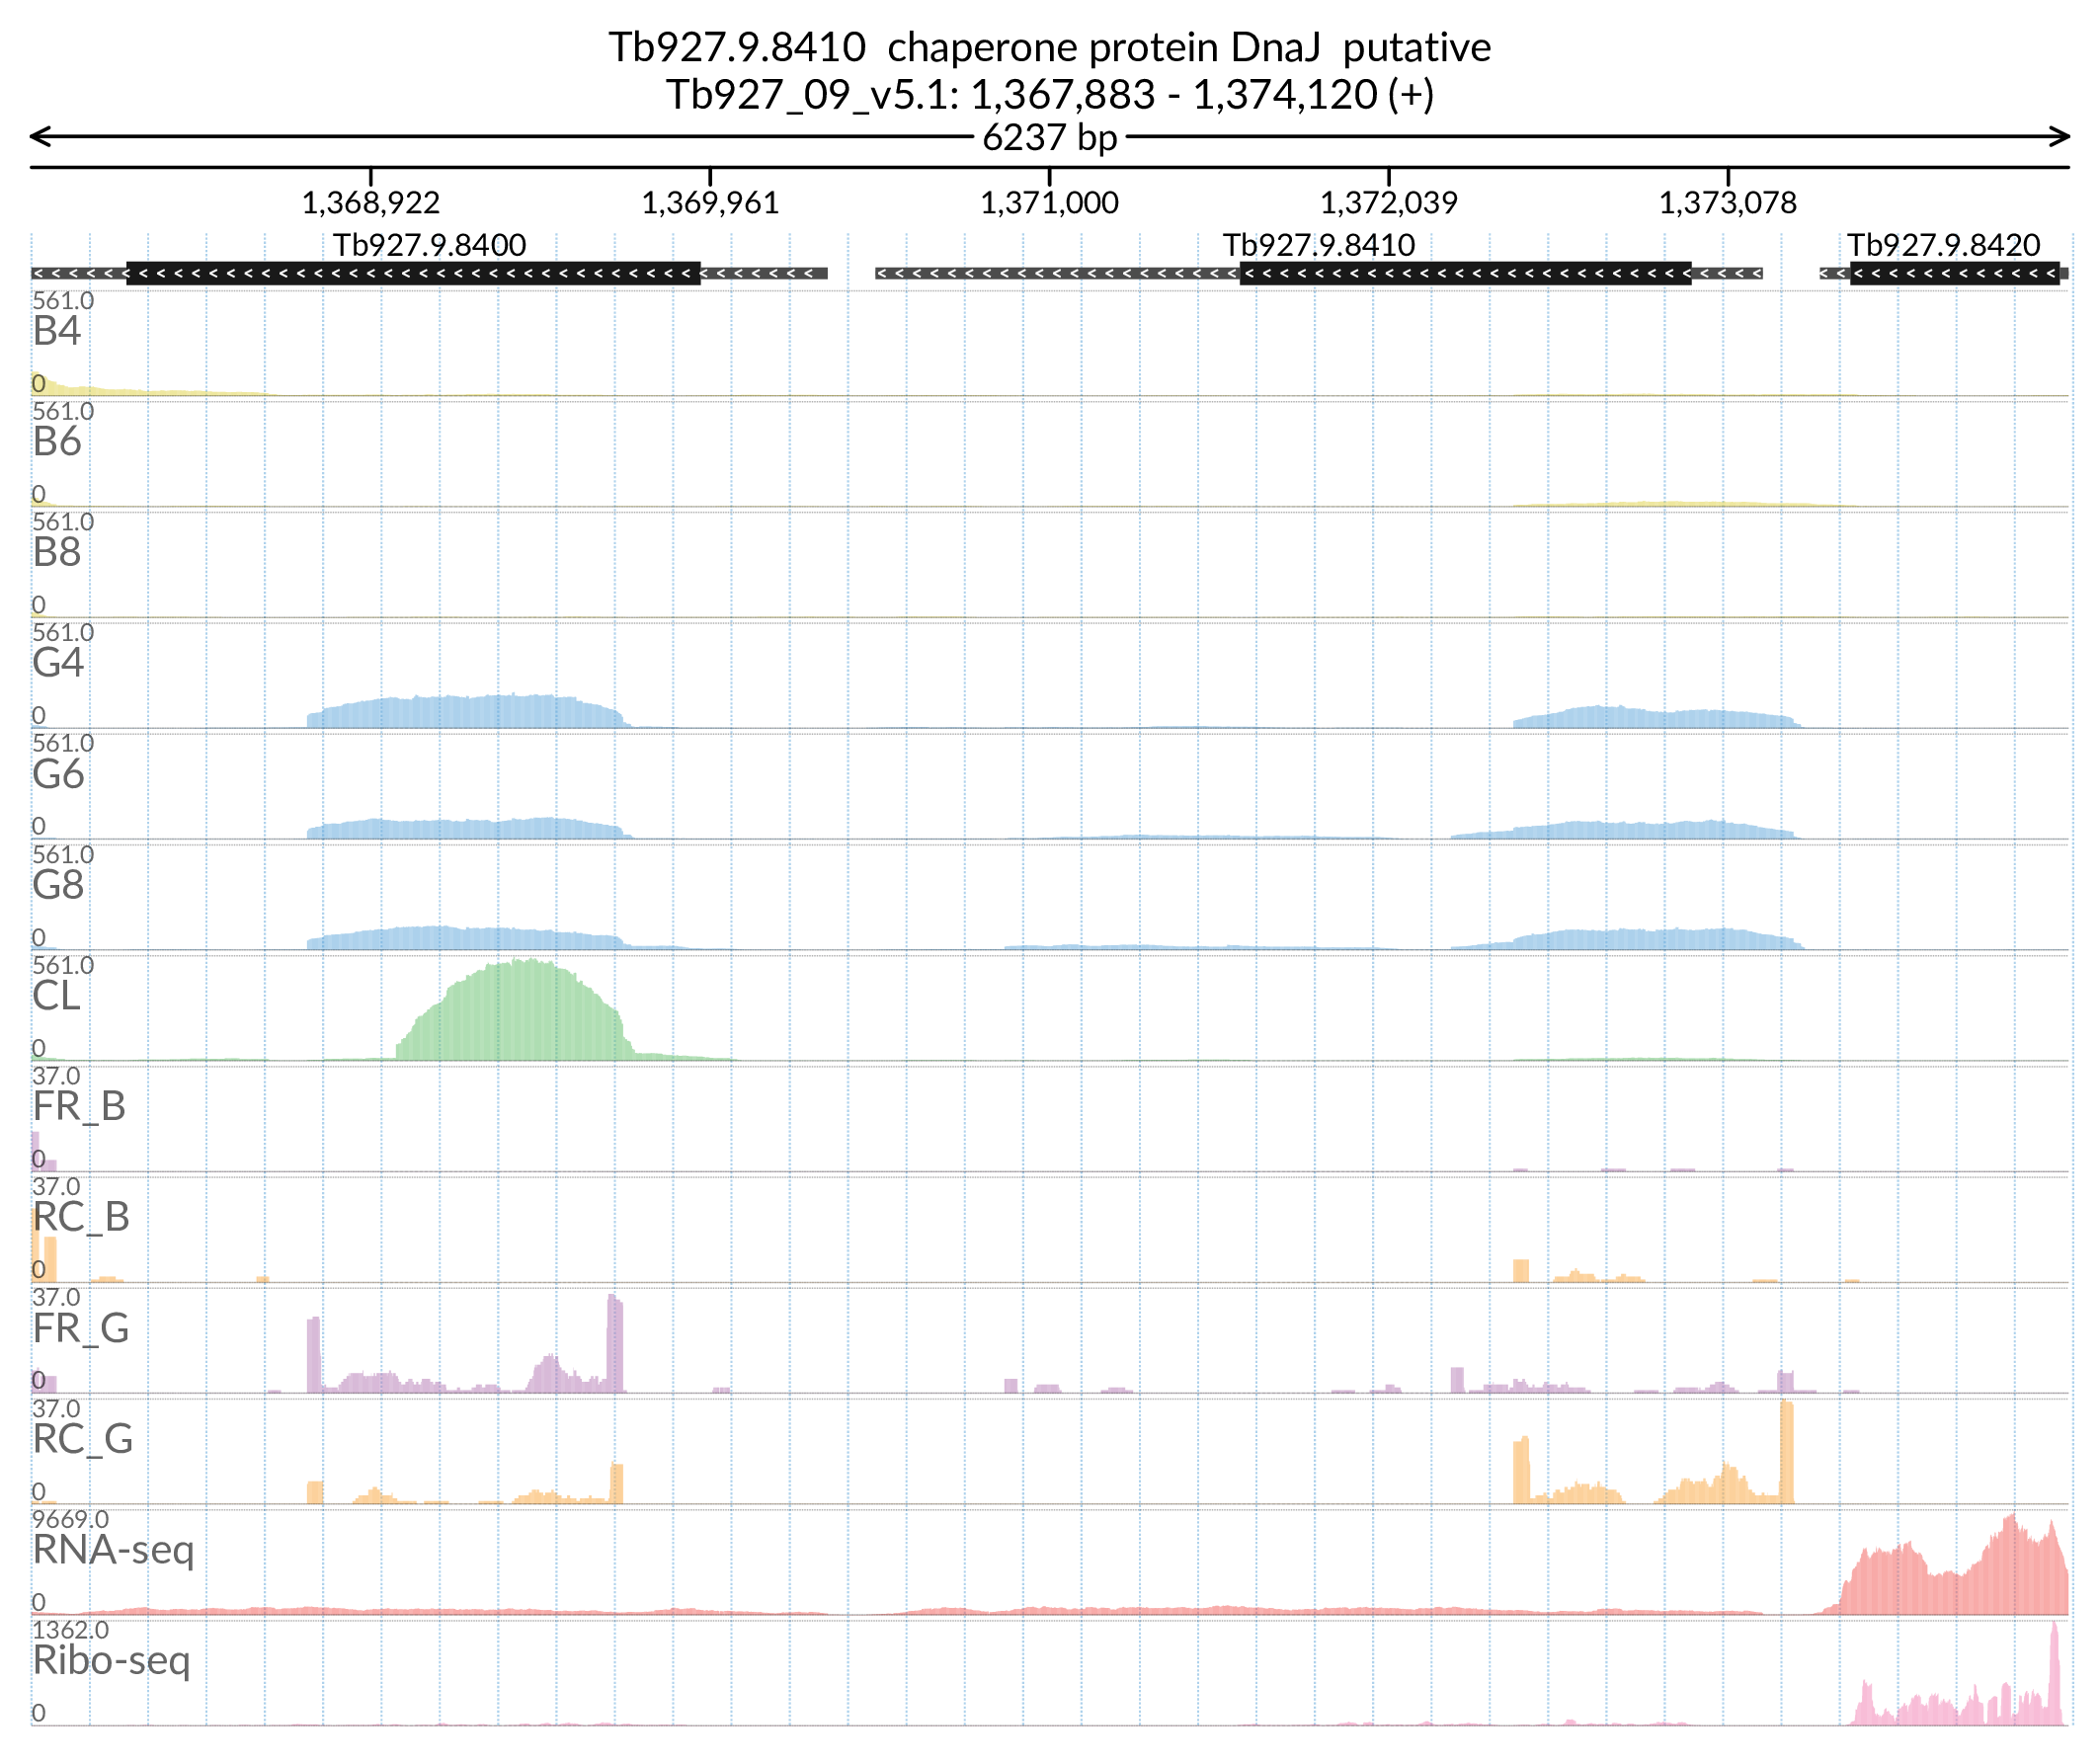 Tb927.9.8410  chaperone protein DnaJ  putative
Tb927_09_v5.1: 1,367,883 - 1,374,120 (+)
6237 bp
1,368,922 1,369,961 1,371,000 1,372,039 1,373,078
Tb927.9.8400 Tb927.9.8410 Tb927.9.8420
561.0
B4
0
561.0
B6
0
561.0
B8
0
561.0
G4
0
561.0
G6
0
561.0
G8
0
561.0
CL
0
37.0
FR_B
0
37.0
RC_B
0
37.0
FR_G
0
37.0
RC_G
0
9669.0
RNA-seq
0
1362.0
Ribo-seq
0